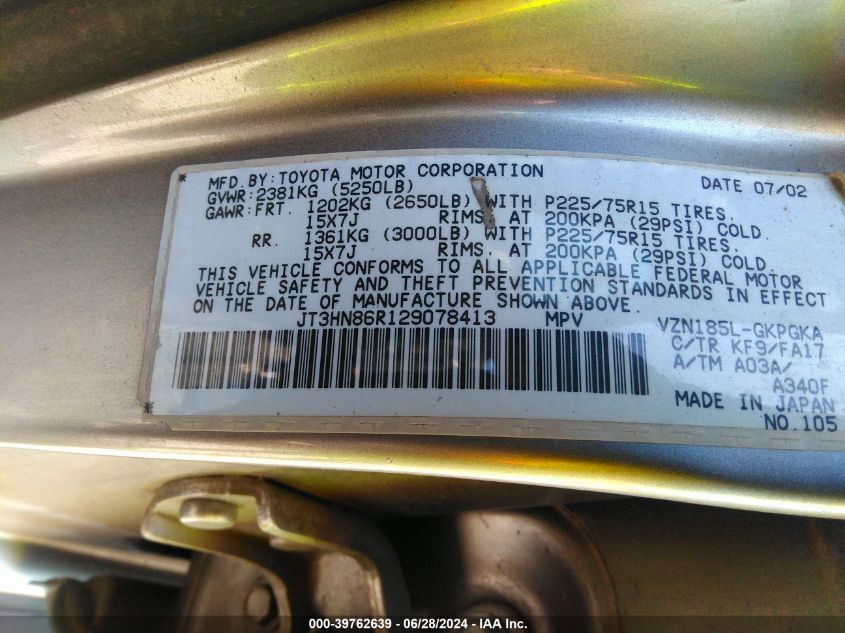 MFD. BY: TOYOTA MOTOR CORPORATION DATE 07/02
GVWR: 2381KG (5250LB)
GAWR: FRT. 1202KG (2650LB) WITH P225/75R15 TIRES.
15X7J RIMS. AT 200KPA (29PSI) COLD.
RR. 1361KG (3000LB) WITH P225/75R15 TIRES.
15X7J RIMS. AT 200KPA (29PSI) COLD.
THIS VEHICLE CONFORMS TO ALL APPLICABLE FEDERAL MOTOR
VEHICLE SAFETY AND THEFT PREVENTION STANDARDS IN EFFECT
ON THE DATE OF MANUFACTURE SHOWN ABOVE.
JT3HN86R129078413 MPV VZN185L-GKPGKA
C/TR KF9/FA17
A/TM A03A/
A340F
MADE IN JAPAN
NO.105
000-39762639 / 06/28/2024 - IAA Inc.